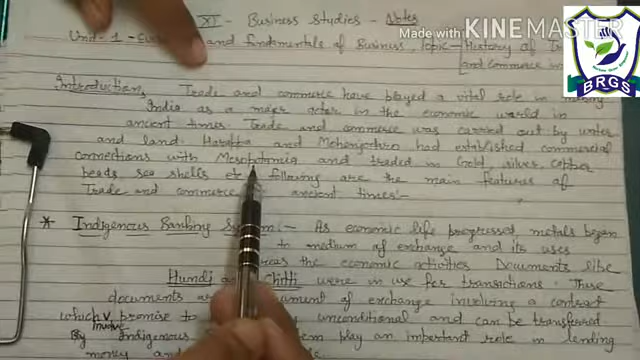 XI - Business Studies - Notes
Made with KINEMASTER
Unit-1 - and fundamentals of Business, Topic - History of
and commerce in
BRGS
Introduction:- Trade and commerce have played a vital role in making
India as a major actor in the economic world in
ancient times. Trade and commerce was carried out by water
and land. Harappa and Mohenjodaro had established commercial
connections with Mesopotamia and traded in Gold, silver, copper
beads sea shells etc. following are the main features of
Trade and commerce ancient times:-
* Indigenous Banking System:- As economic life progressed, metals began
to medium of exchange and its uses
the economic activities Documents like
Hundi Chitti were in use for transactions. These
documents of exchange involving a contract
which involve promise to unconditional and can be transferred
By Indigenous play an important role in lending
money and